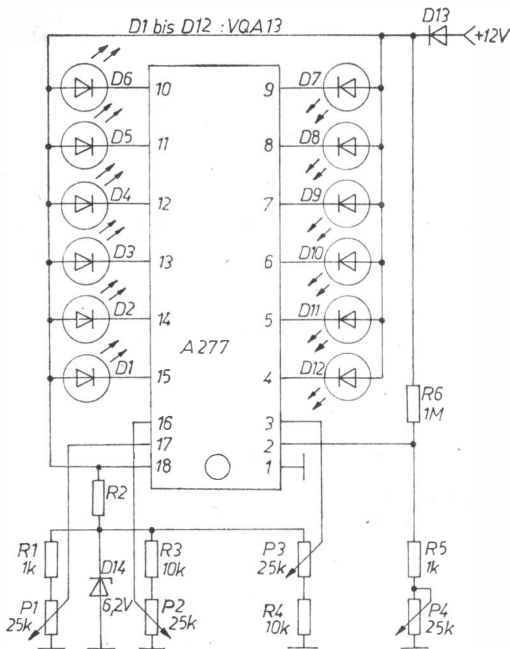 D1 bis D12 : VQA13
D13
+12V
D6
10
9
D7
D5
11
8
D8
D4
12
7
D9
D3
13
6
D10
D2
14
5
D11
A277
D1
15
4
D12
16
3
17
2
18
1
R6
1M
R2
R1
1k
D14
6,2V
R3
10k
P3
25k
R5
1k
P1
25k
P2
25k
R4
10k
P4
25k